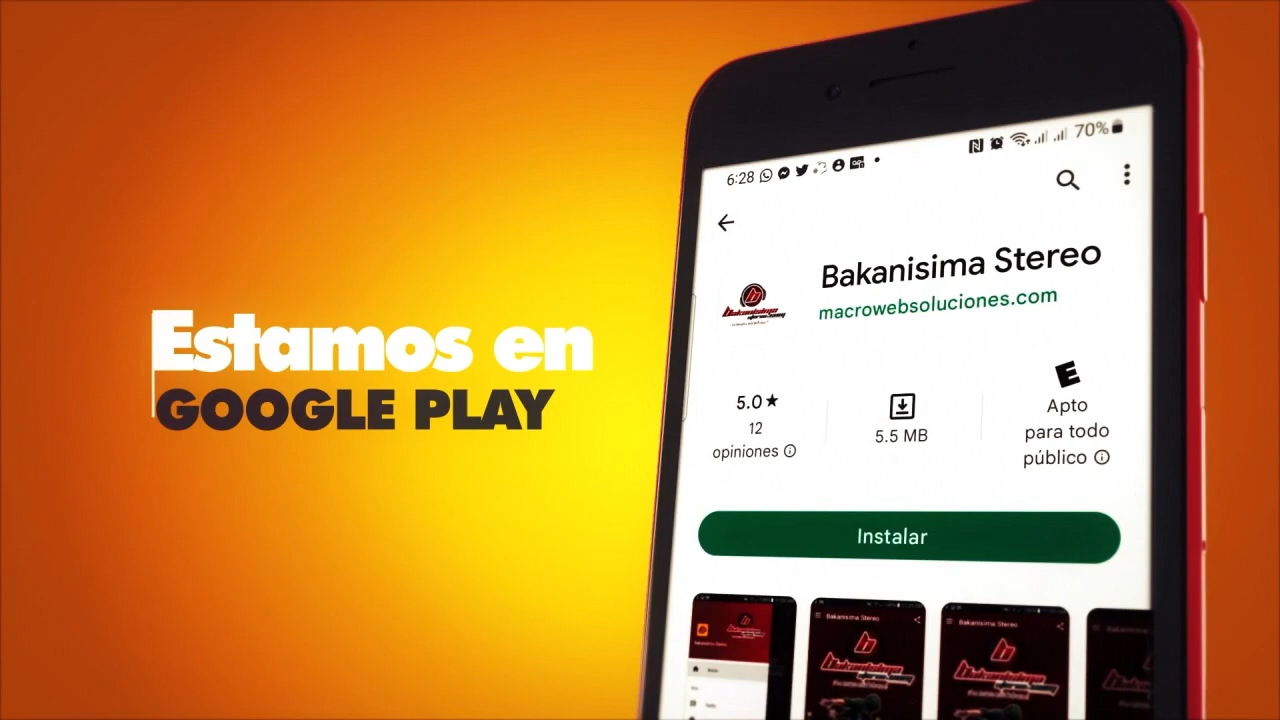 Estamos en
GOOGLE PLAY
6:28
70%
Bakanisima Stereo
macrowebsoluciones.com
5.0★
12
opiniones
5.5 MB
E
Apto
para todo
público
Instalar
Bakanisima Stereo
Bakanisima Stereo